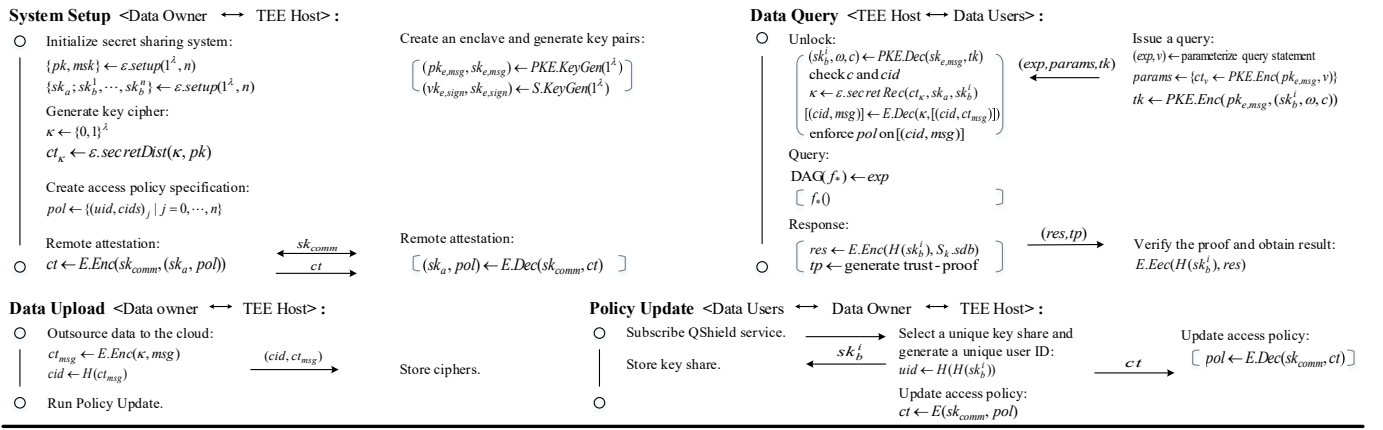 System Setup <Data Owner ⟷ TEE Host> :
Initialize secret sharing system:
{pk, msk} ← ε.setup(1^λ, n)
{sk_a; sk_b^1, ⋯, sk_b^n} ← ε.setup(1^λ, n)
Generate key cipher:
κ ← {0,1}^λ
ct_κ ← ε.secretDist(κ, pk)
Create access policy specification:
pol ← {(uid, cids)_j | j = 0, ⋯, n}
Remote attestation:
ct ← E.Enc(sk_comm, (sk_a, pol))
sk_comm
ct
Create an enclave and generate key pairs:
(pk_e,msg, sk_e,msg) ← PKE.KeyGen(1^λ)
(vk_e,sign, sk_e,sign) ← S.KeyGen(1^λ)
Remote attestation:
[(sk_a, pol) ← E.Dec(sk_comm, ct) ]
Data Query <TEE Host ⟷ Data Users> :
Unlock:
(sk_b^i, ω, c) ← PKE.Dec(sk_e,msg, tk)
check c and cid
κ ← ε.secretRec(ct_κ, sk_a, sk_b^i)
[(cid, msg)] ← E.Dec(κ, [(cid, ct_msg)])
enforce pol on [(cid, msg)]
Query:
DAG(f_*) ← exp
[ f_*() ]
Response:
res ← E.Enc(H(sk_b^i), S_k.sdb)
tp ← generate trust-proof
(exp, params, tk)
(res, tp)
Issue a query:
(exp, v) ← parameterize query statement
params ← {ct_v ← PKE.Enc(pk_e,msg, v)}
tk ← PKE.Enc(pk_e,msg, (sk_b^i, ω, c))
Verify the proof and obtain result:
E.Eec(H(sk_b^i), res)
Data Upload <Data owner ⟷ TEE Host> :
Outsource data to the cloud:
ct_msg ← E.Enc(κ, msg)
cid ← H(ct_msg)
Run Policy Update.
(cid, ct_msg)
Store ciphers.
Policy Update <Data Users ⟷ Data Owner ⟷ TEE Host> :
Subscribe QShield service.
Store key share.
sk_b^i
Select a unique key share and
generate a unique user ID:
uid ← H(H(sk_b^i))
Update access policy:
ct ← E(sk_comm, pol)
ct
Update access policy:
[ pol ← E.Dec(sk_comm, ct) ]